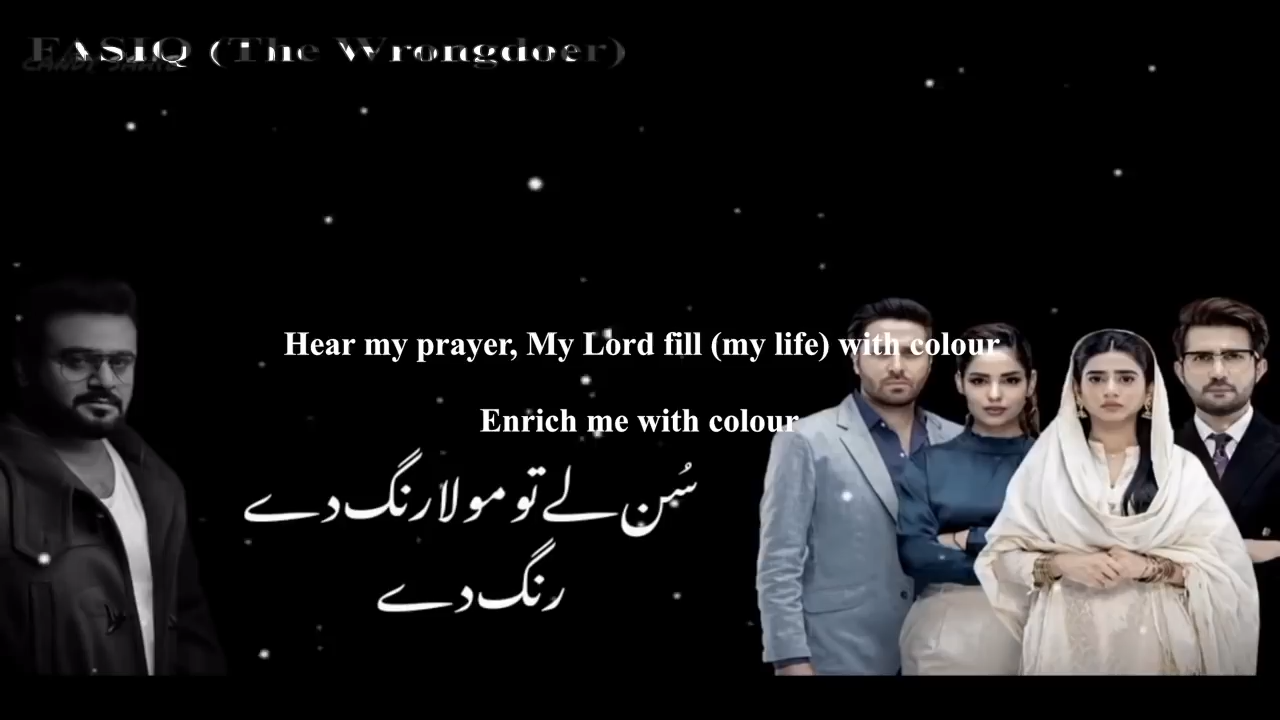 FASIQ (The Wrongdoer)
Hear my prayer, My Lord fill (my life) with colour
Enrich me with colour
سُن لے تو مولا رنگ دے
رنگ دے